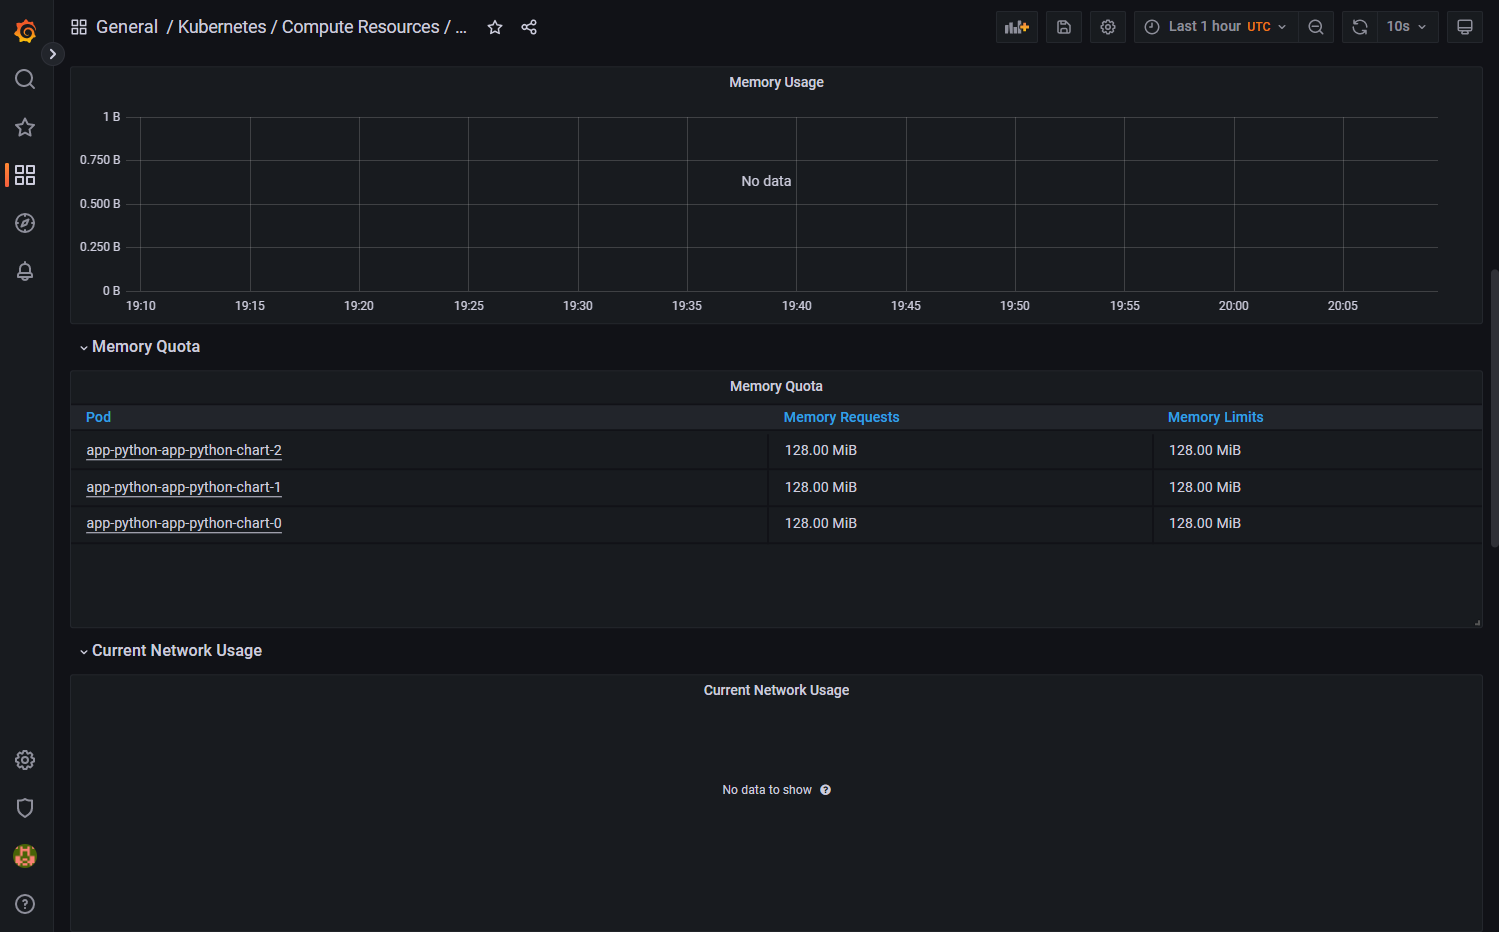 General / Kubernetes / Compute Resources / ...
Last 1 hour UTC
10s
Memory Usage
1 B
0.750 B
0.500 B
0.250 B
0 B
No data
19:10 19:15 19:20 19:25 19:30 19:35 19:40 19:45 19:50 19:55 20:00 20:05
Memory Quota
Memory Quota
Pod Memory Requests Memory Limits
app-python-app-python-chart-2 128.00 MiB 128.00 MiB
app-python-app-python-chart-1 128.00 MiB 128.00 MiB
app-python-app-python-chart-0 128.00 MiB 128.00 MiB
Current Network Usage
Current Network Usage
No data to show